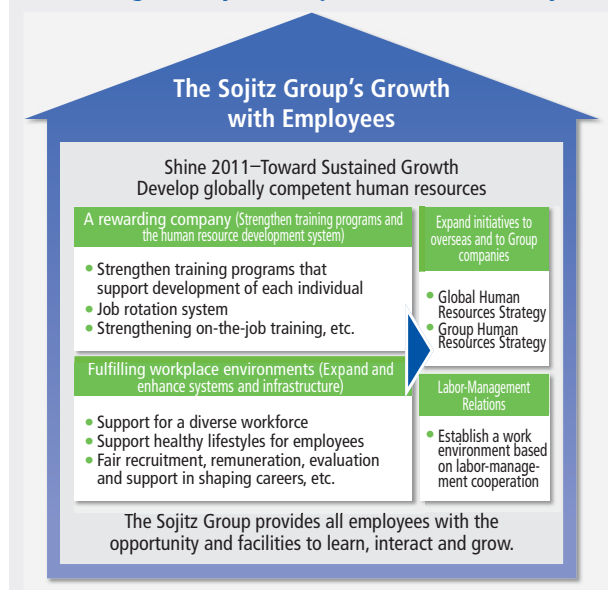 The Sojitz Group's Growth
with Employees
Shine 2011–Toward Sustained Growth
Develop globally competent human resources
A rewarding company (Strengthen training programs and
the human resource development system)
• Strengthen training programs that
support development of each individual
• Job rotation system
• Strengthening on-the-job training, etc.
Fulfilling workplace environments (Expand and
enhance systems and infrastructure)
• Support for a diverse workforce
• Support healthy lifestyles for employees
• Fair recruitment, remuneration, evaluation
and support in shaping careers, etc.
Expand initiatives to
overseas and to Group
companies
• Global Human
Resources Strategy
• Group Human
Resources Strategy
Labor-Management
Relations
• Establish a work
environment based
on labor-manage-
ment cooperation
The Sojitz Group provides all employees with the
opportunity and facilities to learn, interact and grow.